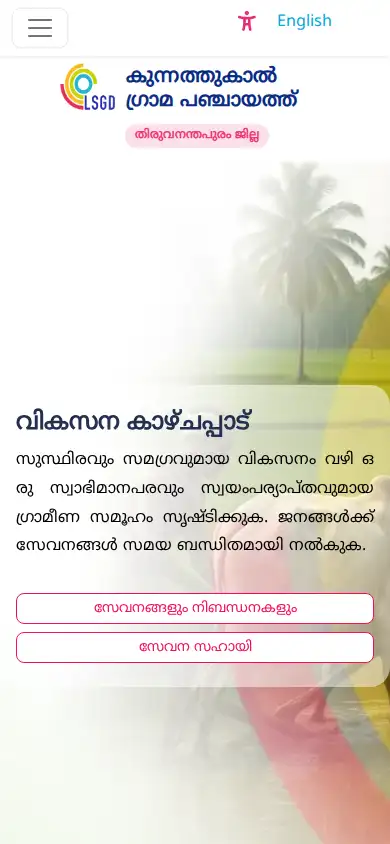 English
LSGD
കുന്നത്തുകാൽ
ഗ്രാമ പഞ്ചായത്ത്
തിരുവനന്തപുരം ജില്ല
വികസന കാഴ്ചപ്പാട്
സുസ്ഥിരവും സമഗ്രവുമായ വികസനം വഴി ഒ
രു സ്വാഭിമാനപരവും സ്വയംപര്യാപ്തവുമായ
ഗ്രാമീണ സമൂഹം സൃഷ്ടിക്കുക. ജനങ്ങൾക്ക്
സേവനങ്ങൾ സമയ ബന്ധിതമായി നൽകുക.
സേവനങ്ങളും നിബന്ധനകളും
സേവന സഹായി